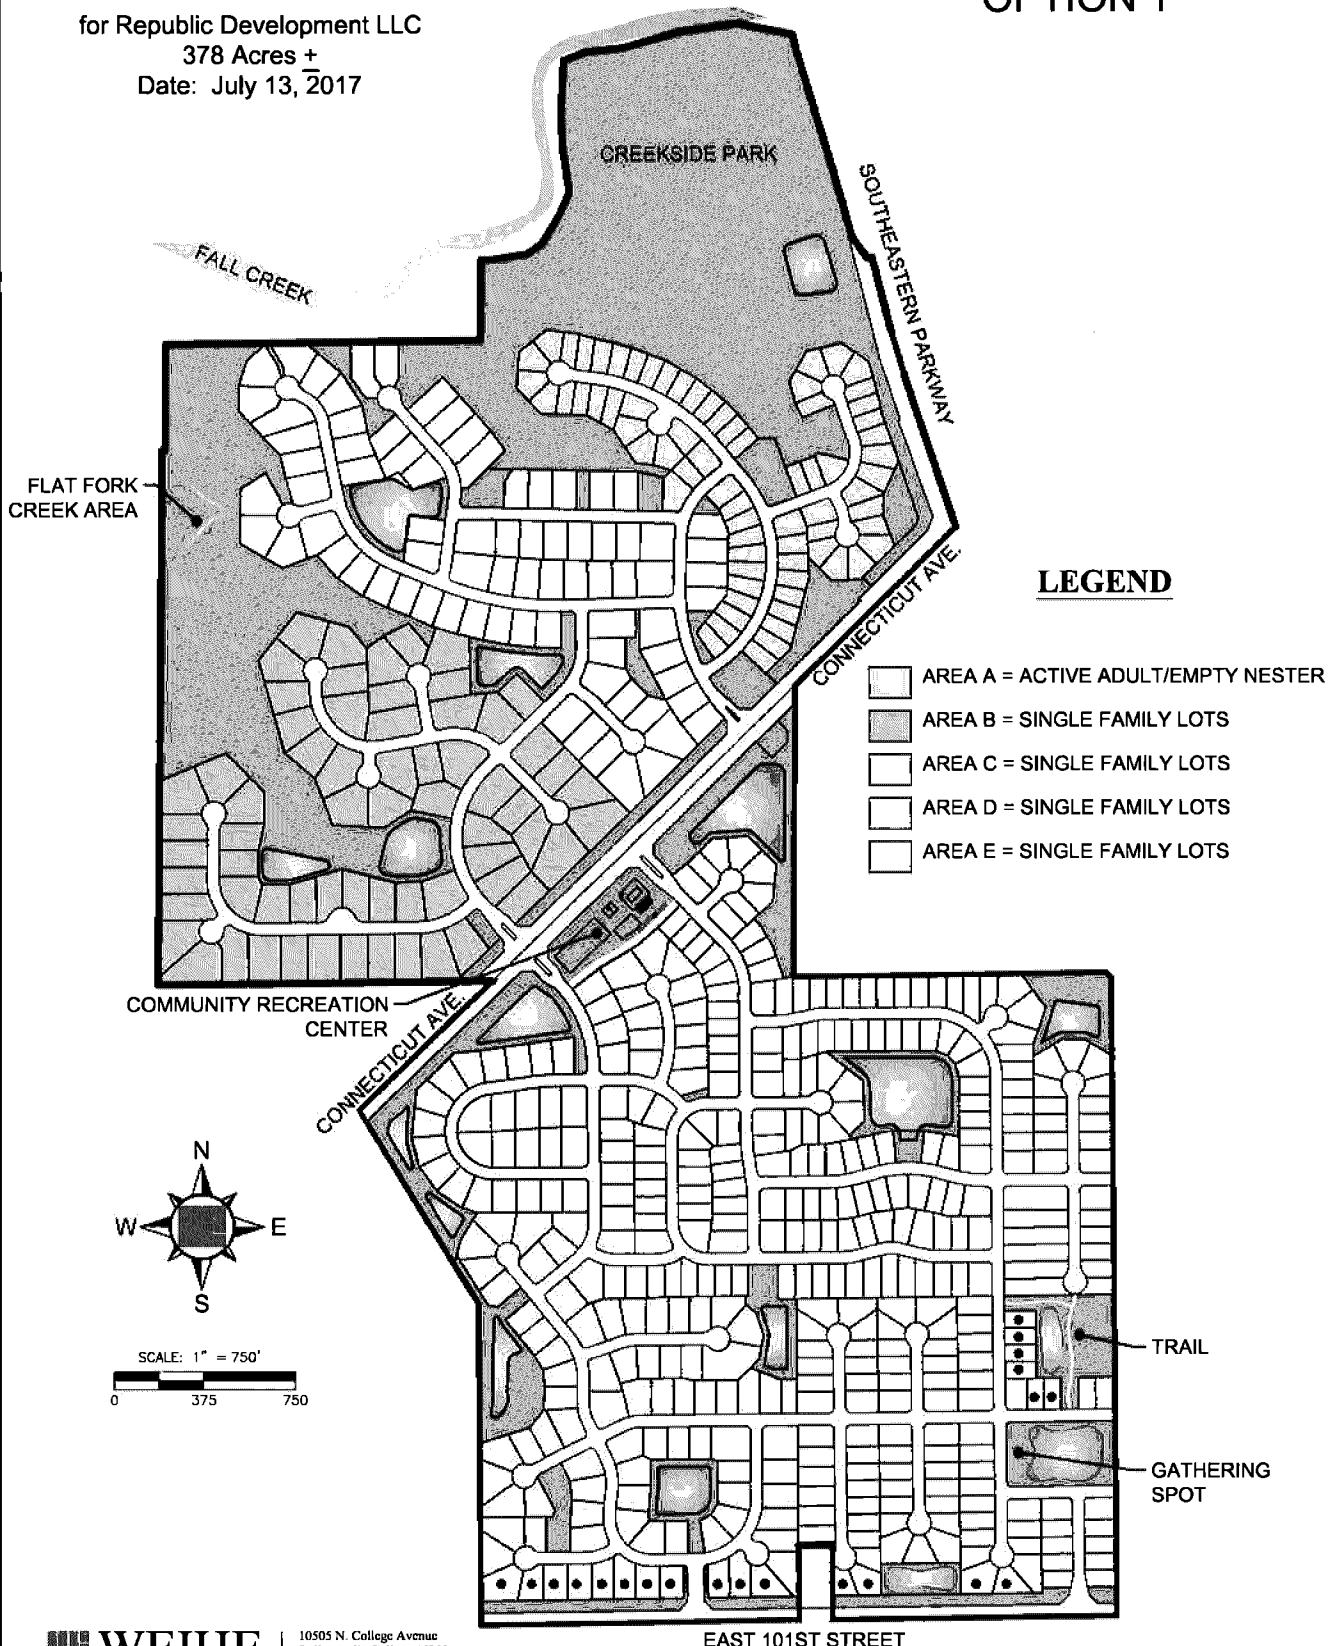 OPTION 1
for Republic Development LLC
378 Acres ±
Date: July 13, 2017
CREEKSIDE PARK
SOUTHEASTERN PARKWAY
FALL CREEK
FLAT FORK
CREEK AREA
CONNECTICUT AVE.
LEGEND
AREA A = ACTIVE ADULT/EMPTY NESTER
AREA B = SINGLE FAMILY LOTS
AREA C = SINGLE FAMILY LOTS
AREA D = SINGLE FAMILY LOTS
AREA E = SINGLE FAMILY LOTS
COMMUNITY RECREATION
CENTER
CONNECTICUT AVE.
N
W E
S
SCALE: 1" = 750'
0 375 750
TRAIL
GATHERING
SPOT
EAST 101ST STREET
WEIHE
10505 N. College Avenue